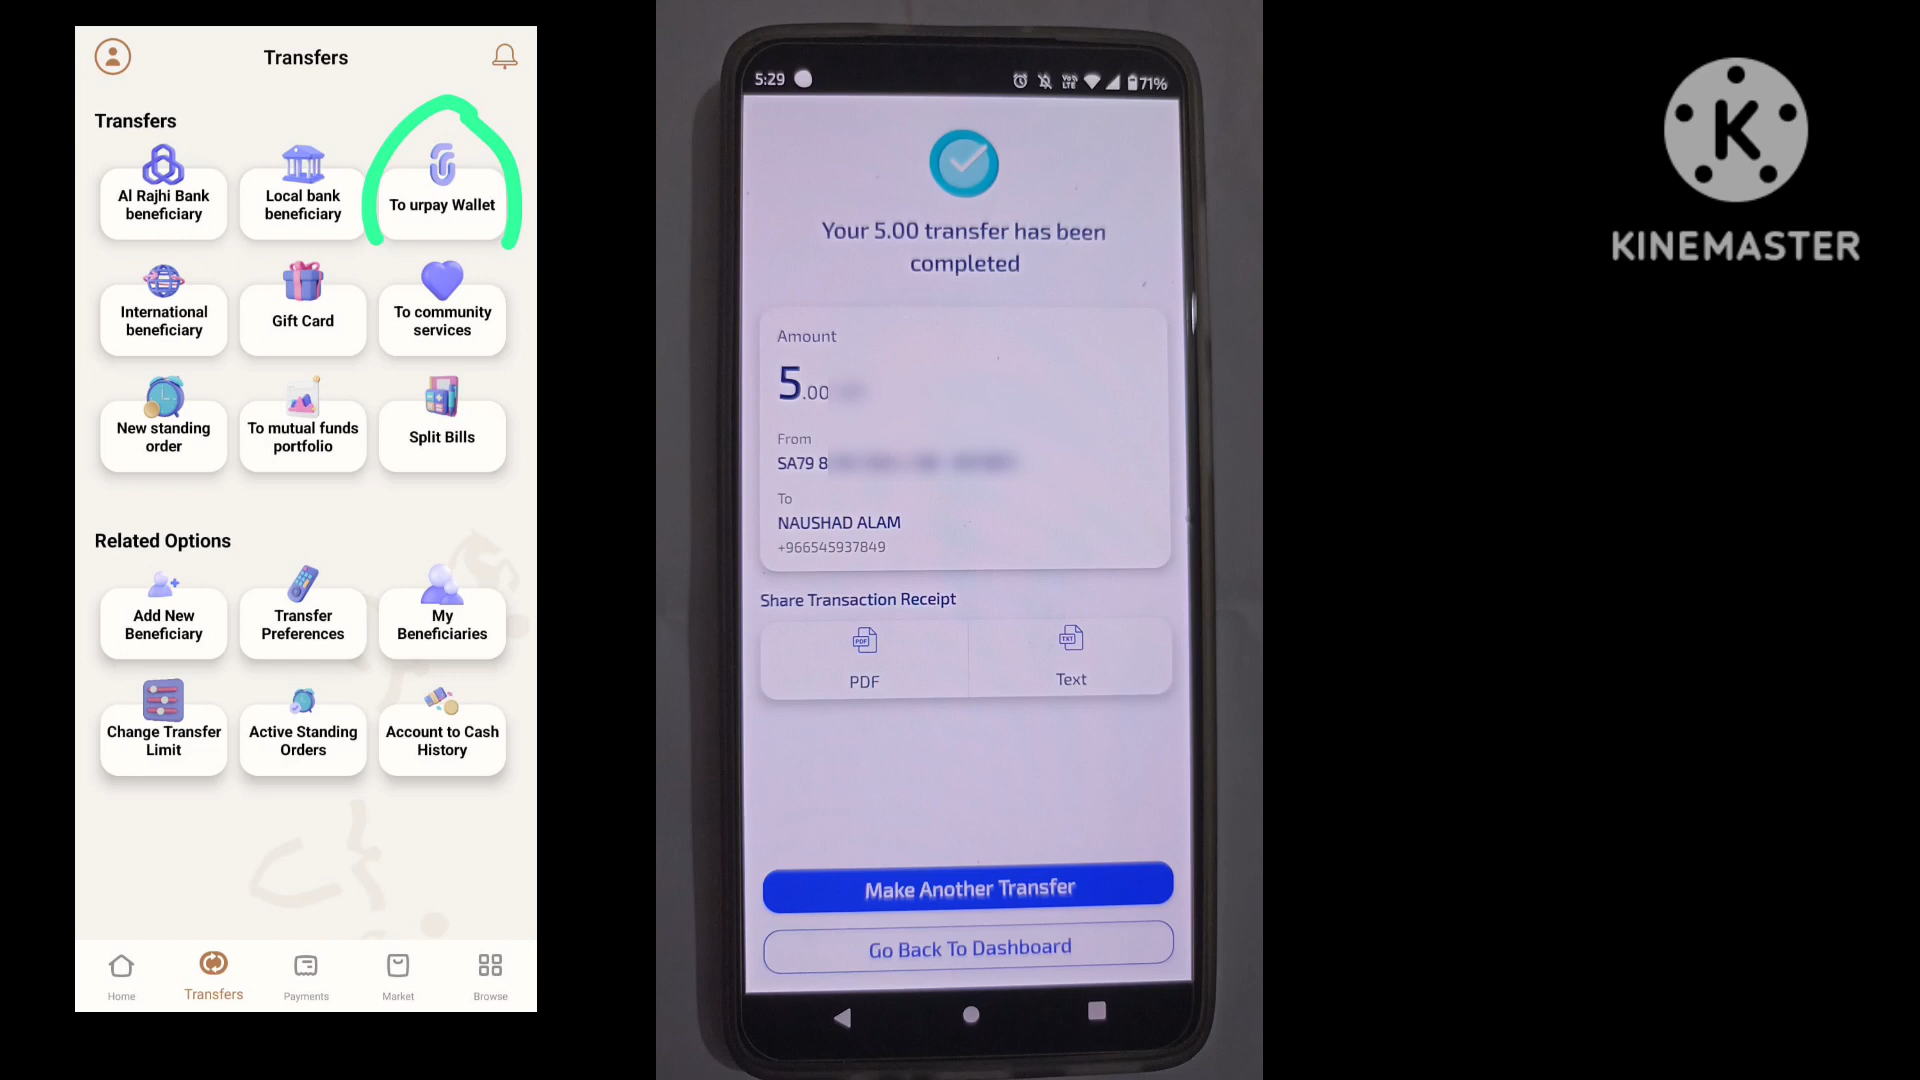 Transfers
Transfers
Al Rajhi Bank
beneficiary
Local bank
beneficiary
To urpay Wallet
International
beneficiary
Gift Card
To community
services
New standing
order
To mutual funds
portfolio
Split Bills
Related Options
Add New
Beneficiary
Transfer
Preferences
My
Beneficiaries
Change Transfer
Limit
Active Standing
Orders
Account to Cash
History
Home
Transfers
Payments
Market
Browse
5:29
VoLTE
71%
Your 5.00 transfer has been
completed
Amount
5.00
From
SA79 8
To
NAUSHAD ALAM
+966545937849
Share Transaction Receipt
PDF
TXT
PDF
Text
Make Another Transfer
Go Back To Dashboard
K
KINEMASTER